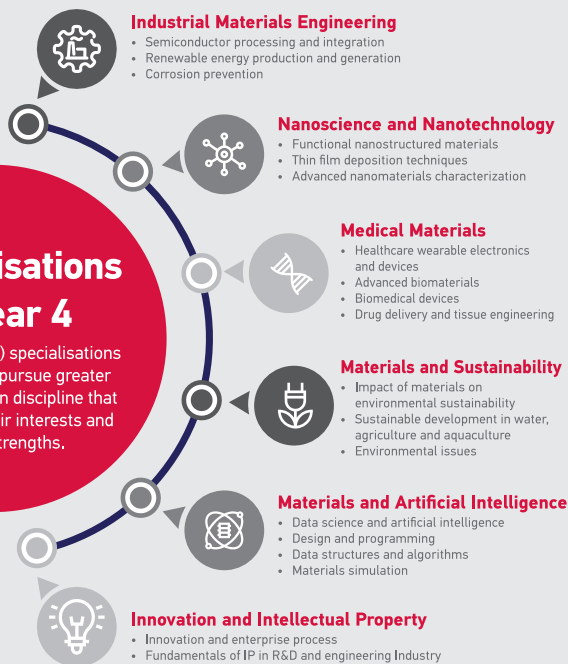 Industrial Materials Engineering
• Semiconductor processing and integration
• Renewable energy production and generation
• Corrosion prevention
Nanoscience and Nanotechnology
• Functional nanostructured materials
• Thin film deposition techniques
• Advanced nanomaterials characterization
Medical Materials
• Healthcare wearable electronics
and devices
• Advanced biomaterials
• Biomedical devices
• Drug delivery and tissue engineering
isations
ear 4
) specialisations
pursue greater
n discipline that
ir interests and
trengths.
Materials and Sustainability
• Impact of materials on
environmental sustainability
• Sustainable development in water,
agriculture and aquaculture
• Environmental issues
Materials and Artificial Intelligence
• Data science and artificial intelligence
• Design and programming
• Data structures and algorithms
• Materials simulation
Innovation and Intellectual Property
• Innovation and enterprise process
• Fundamentals of IP in R&D and engineering Industry